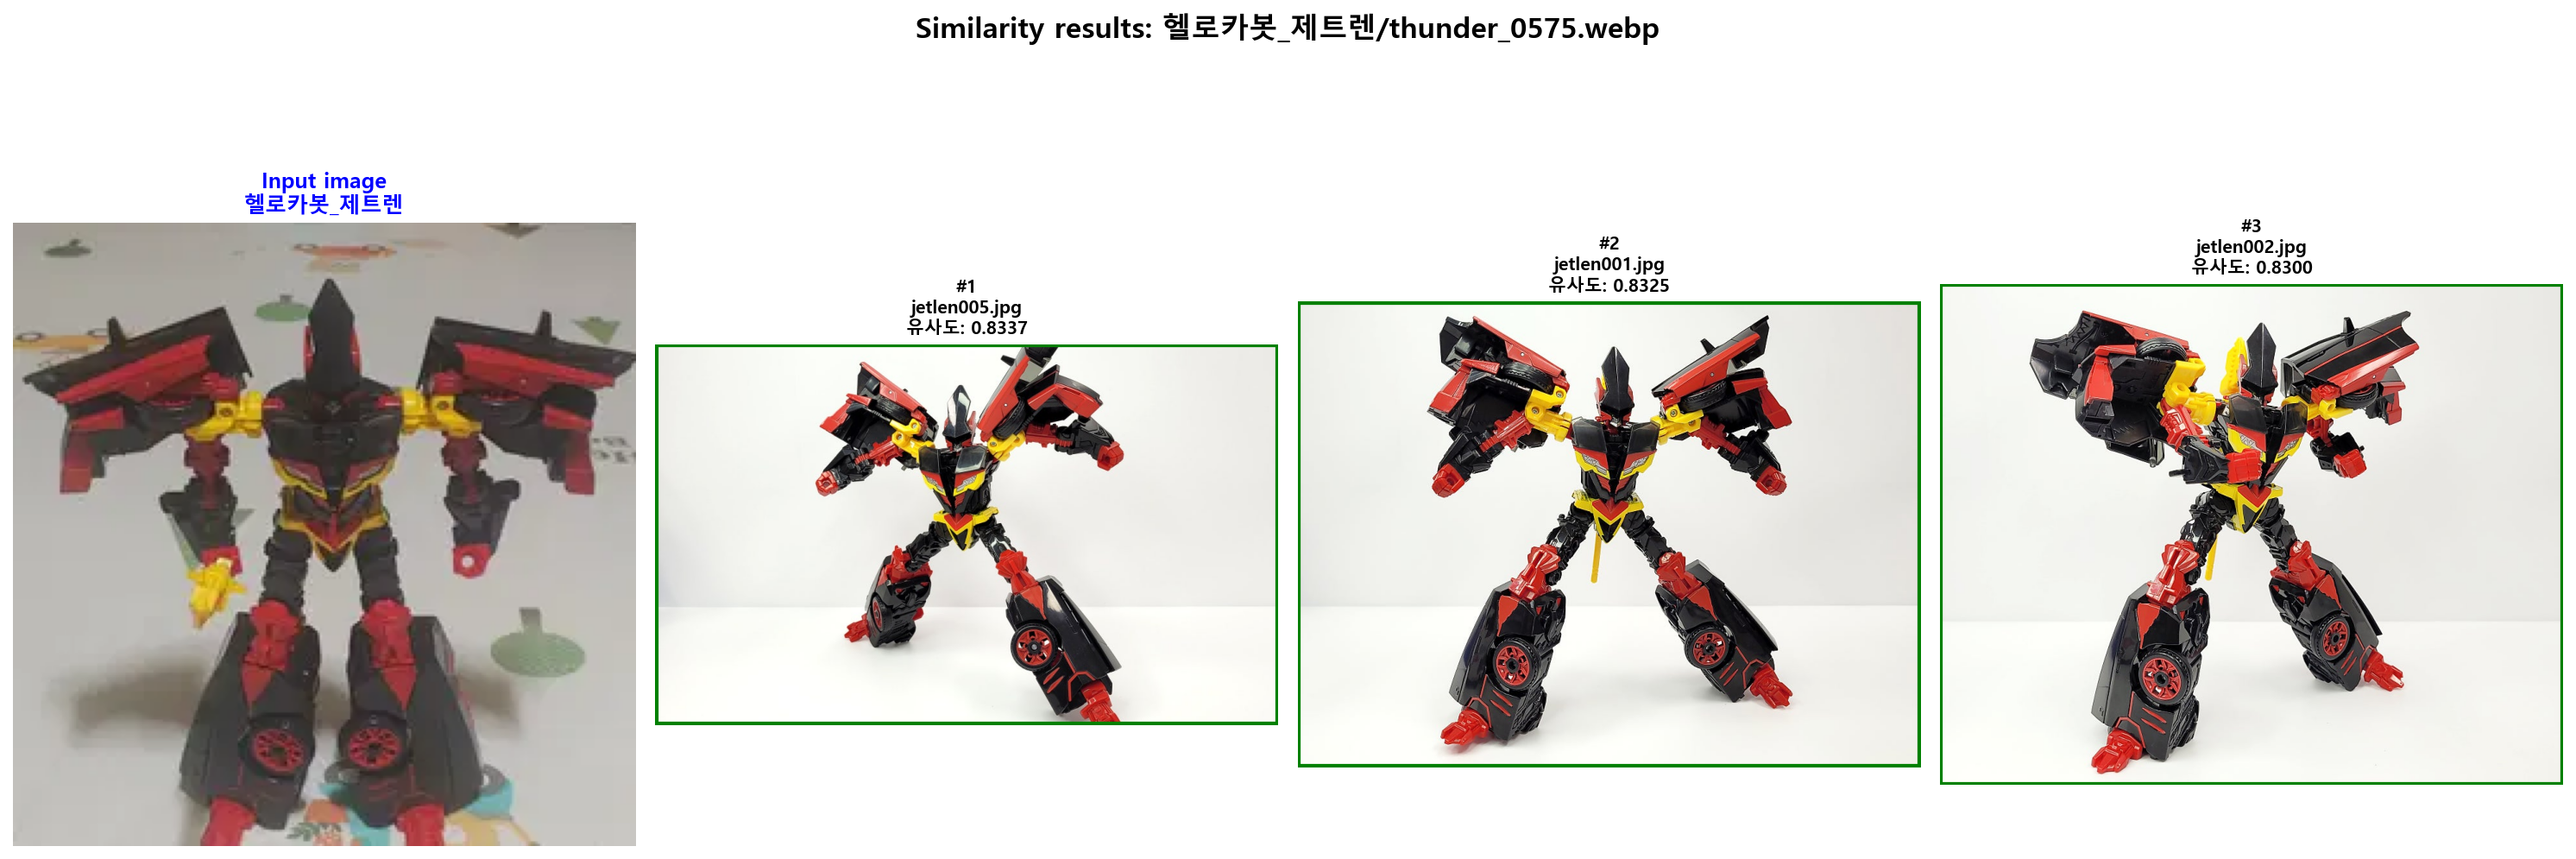 Similarity results: 헬로카봇_제트렌/thunder_0575.webp
Input image
헬로카봇_제트렌
#1
jetlen005.jpg
유사도: 0.8337
#2
jetlen001.jpg
유사도: 0.8325
#3
jetlen002.jpg
유사도: 0.8300